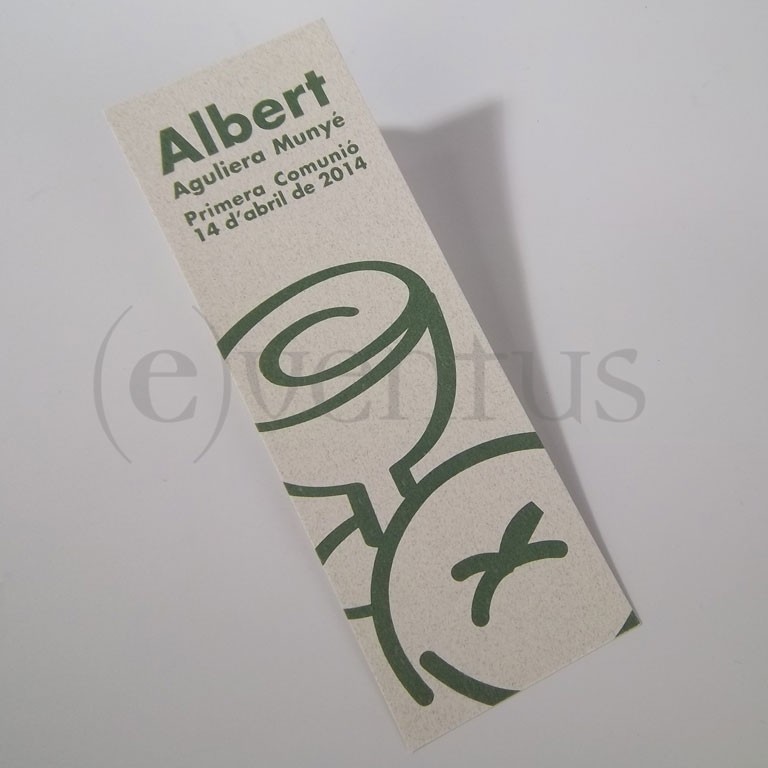 Albert
Aguliera Munyé
Primera Comunió
14 d'abril de 2014
(e)ventus